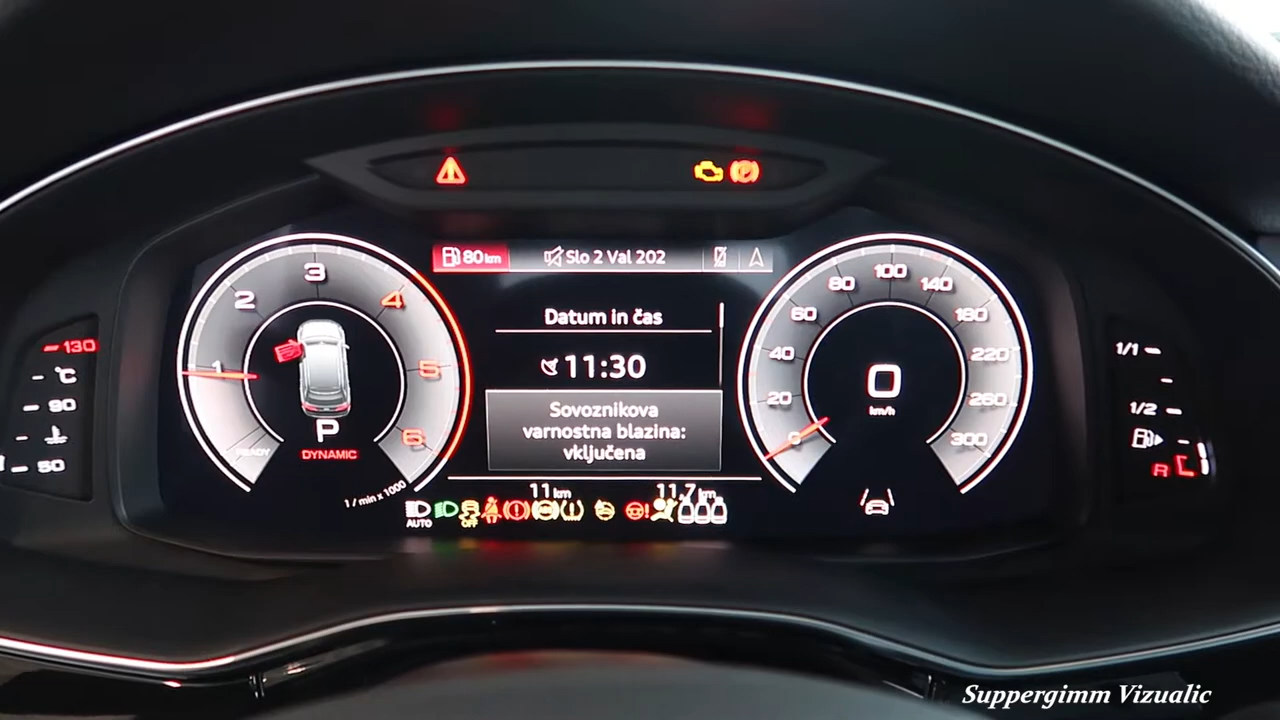 80 km
Slo 2 Val 202
3
2
4
1
5
6
READY
P
DYNAMIC
1 / min x 1000
Datum in čas
11:30
Sovoznikova
varnostna blazina:
vključena
11 km
11.7 km
AUTO
OFF
100
80
140
60
180
40
220
20
260
0
300
0
km/h
130
°C
90
50
1/1
1/2
R
Suppergimm Vizualic